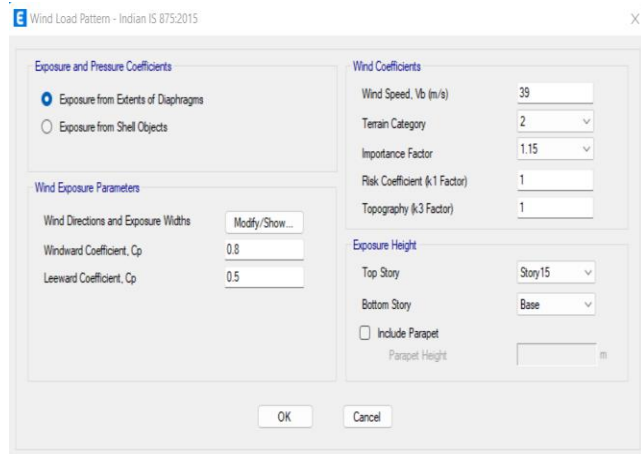 E Wind Load Pattern - Indian IS 875:2015 X
Exposure and Pressure Coefficients
Exposure from Extents of Diaphragms
Exposure from Shell Objects
Wind Exposure Parameters
Wind Directions and Exposure Widths Modify/Show...
Windward Coefficient, Cp 0.8
Leeward Coefficient, Cp 0.5
Wind Coefficients
Wind Speed, Vb (m/s) 39
Terrain Category 2
Importance Factor 1.15
Risk Coefficient (k1 Factor) 1
Topography (k3 Factor) 1
Exposure Height
Top Story Story15
Bottom Story Base
Include Parapet
Parapet Height m
OK Cancel